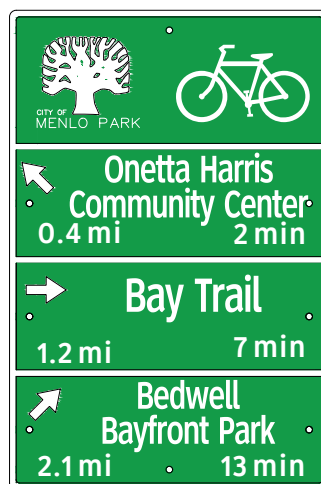 CITY OF
MENLO PARK
Onetta Harris
Community Center
0.4 mi 2 min
Bay Trail
1.2 mi 7 min
Bedwell
Bayfront Park
2.1 mi 13 min